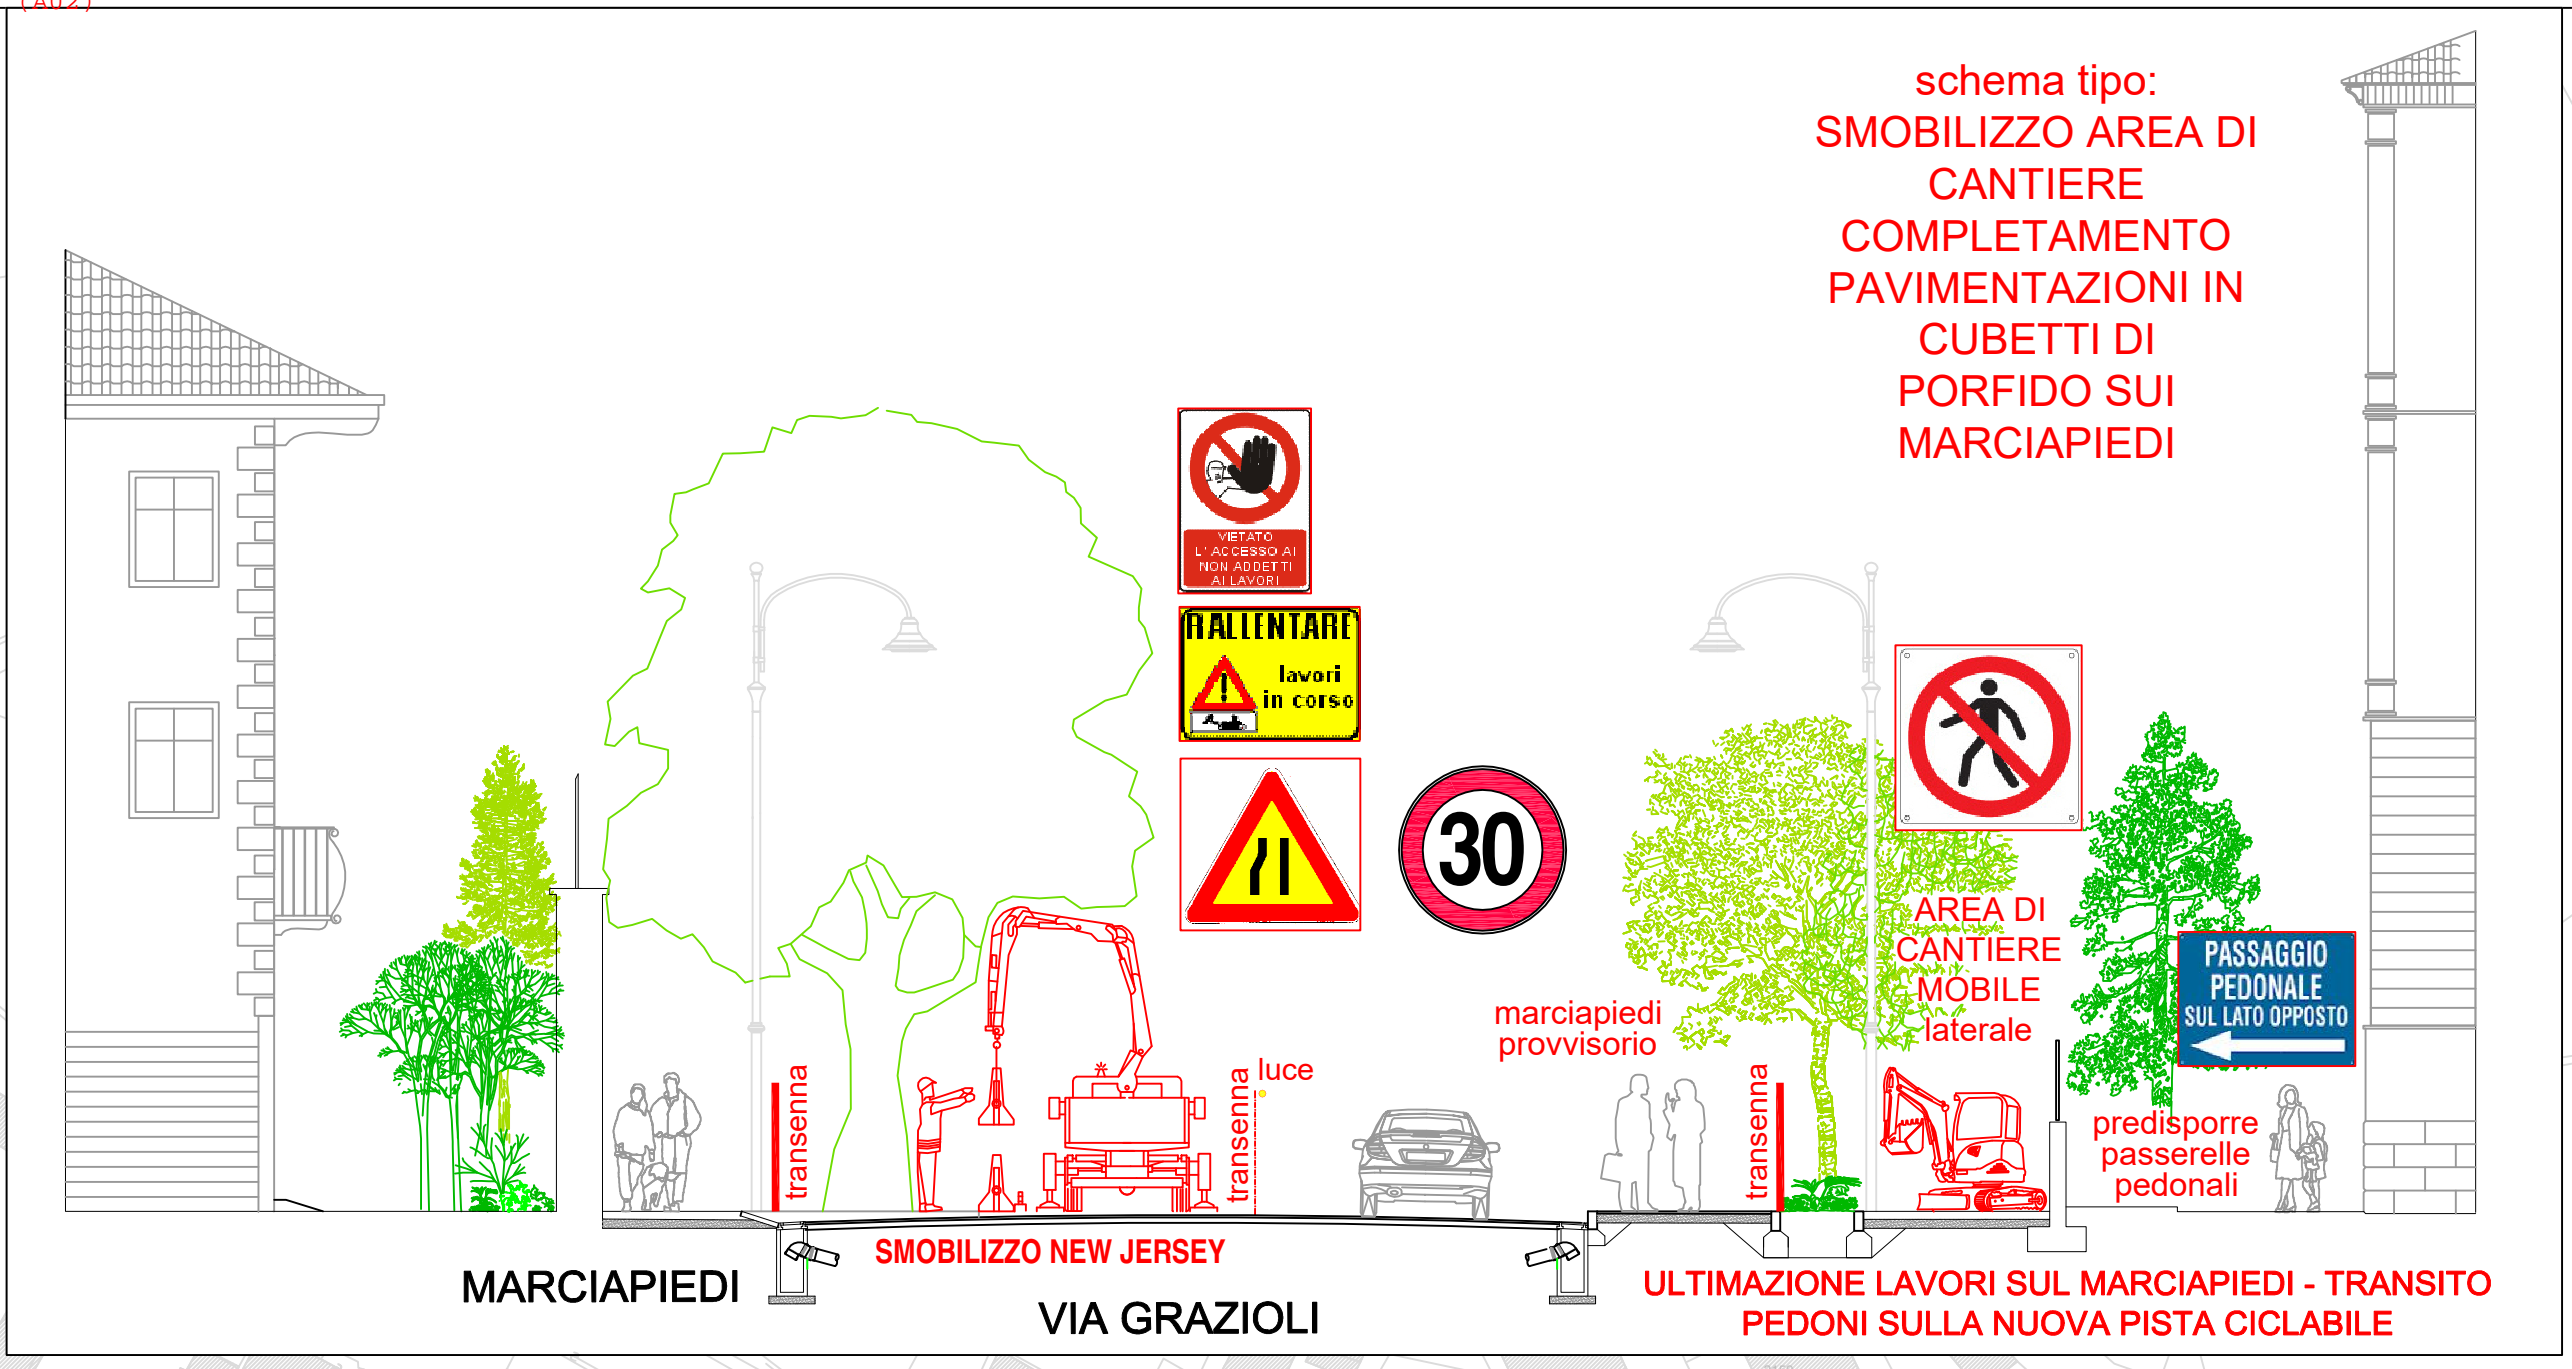 (A02)
schema tipo:
SMOBILIZZO AREA DI
CANTIERE
COMPLETAMENTO
PAVIMENTAZIONI IN
CUBETTI DI
PORFIDO SUI
MARCIAPIEDI
VIETATO
L'ACCESSO AI
NON ADDETTI
AI LAVORI
RALLENTARE
lavori
in corso
30
AREA DI
CANTIERE
MOBILE
laterale
PASSAGGIO
PEDONALE
SUL LATO OPPOSTO
marciapiedi
provvisorio
transenna
transenna
luce
transenna
predisporre
passerelle
pedonali
SMOBILIZZO NEW JERSEY
MARCIAPIEDI
VIA GRAZIOLI
ULTIMAZIONE LAVORI SUL MARCIAPIEDI - TRANSITO
PEDONI SULLA NUOVA PISTA CICLABILE